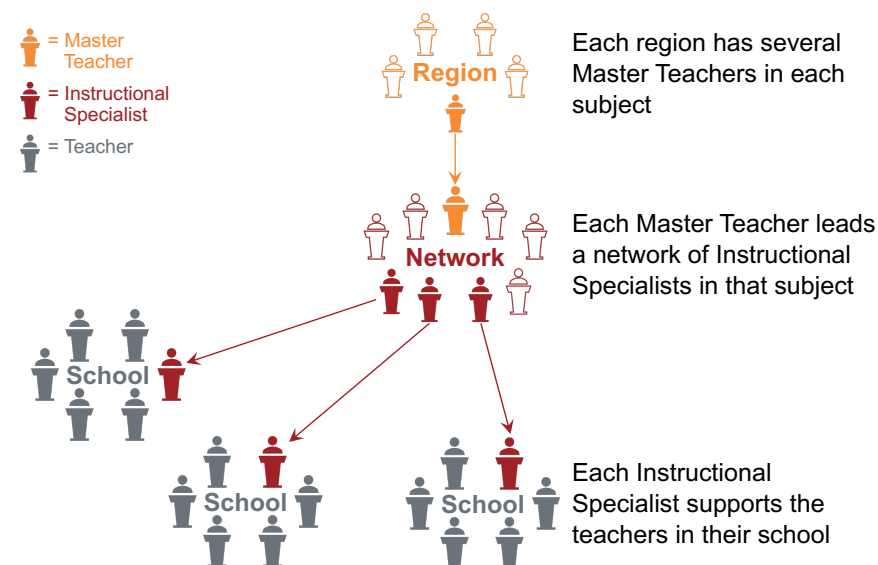 = Master
Teacher
= Instructional
Specialist
= Teacher
Region
Each region has several
Master Teachers in each
subject
Network
Each Master Teacher leads
a network of Instructional
Specialists in that subject
School
School
School
Each Instructional
Specialist supports the
teachers in their school